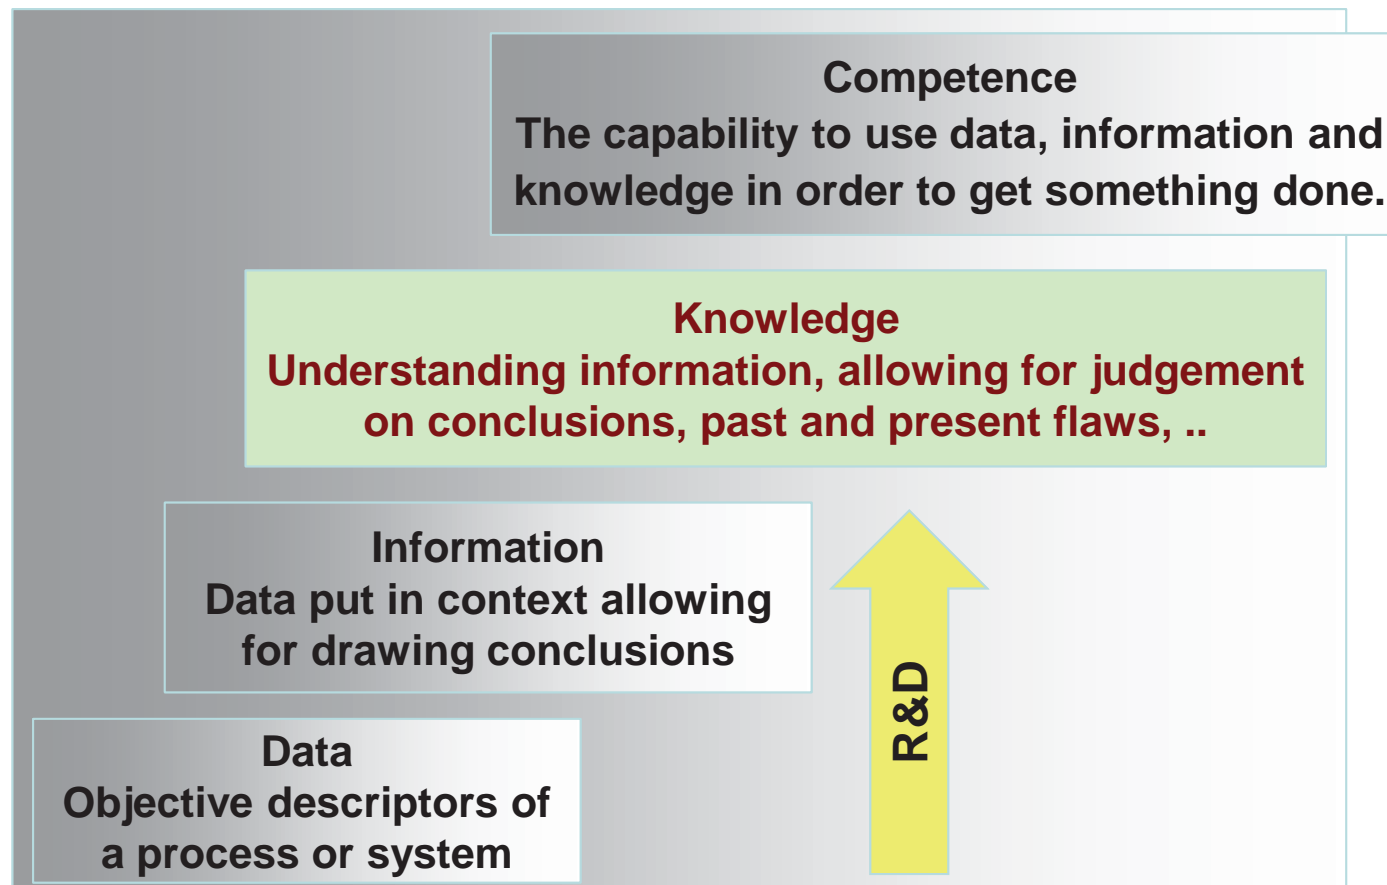 Competence
The capability to use data, information and
knowledge in order to get something done.
Knowledge
Understanding information, allowing for judgement
on conclusions, past and present flaws, ..
Information
Data put in context allowing
for drawing conclusions
R&D
Data
Objective descriptors of
a process or system